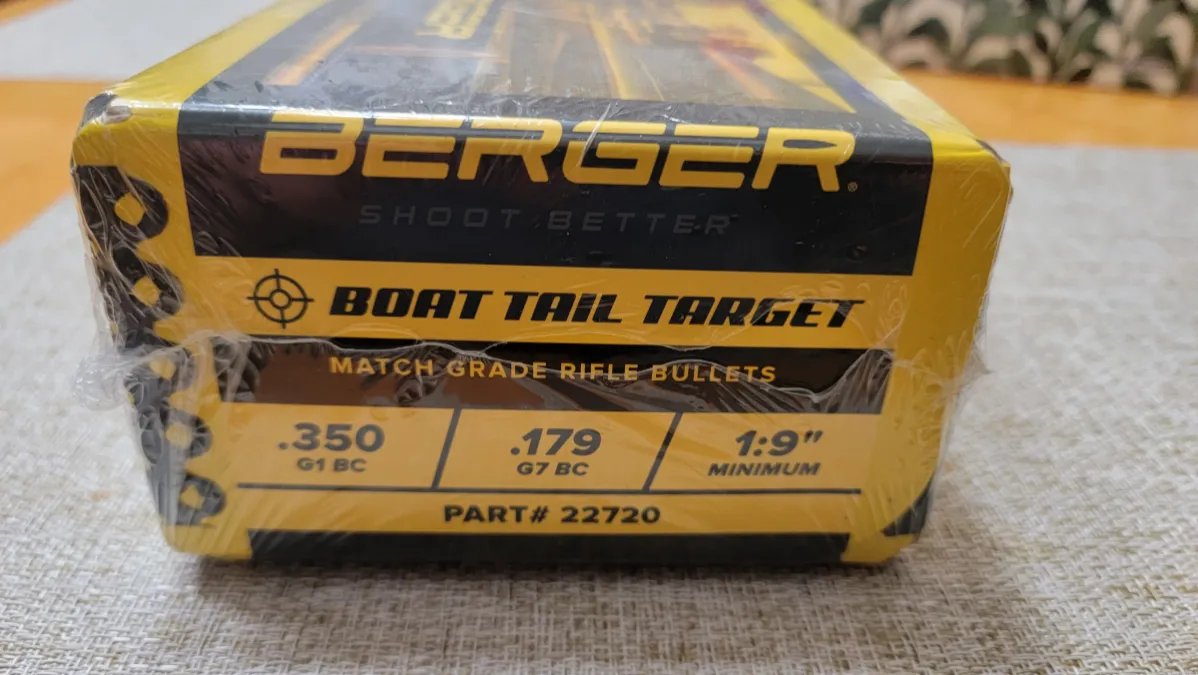 BERGER.
SHOOT BETTER
BOAT TAIL TARGET
MATCH GRADE RIFLE BULLETS
.350 .179 1:9"
G1 BC G7 BC MINIMUM
PART# 22720